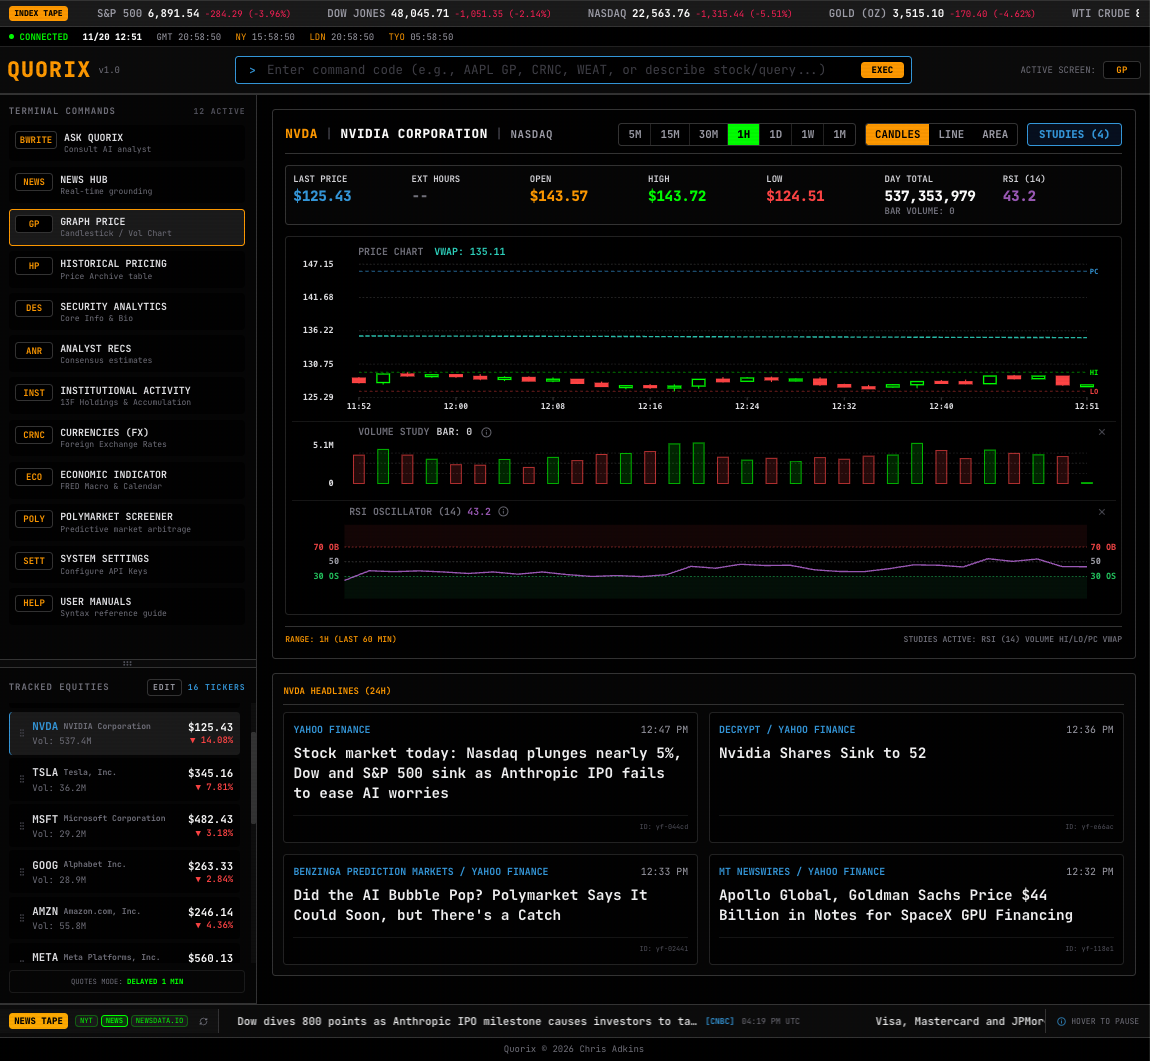 INDEX TAPE S&P 500 6,891.54 -284.29 (-3.96%) DOW JONES 48,045.71 -1,051.35 (-2.14%) NASDAQ 22,563.76 -1,315.44 (-5.51%) GOLD (OZ) 3,515.10 -170.40 (-4.62%) WTI CRUDE
CONNECTED 11/20 12:51 GMT 20:58:50 NY 15:58:50 LDN 20:58:50 TYO 05:58:50
QUORIX v1.0 > Enter command code (e.g., AAPL GP, CRNC, WEAT, or describe stock/query...) EXEC ACTIVE SCREEN: GP
TERMINAL COMMANDS 12 ACTIVE
BWRITE ASK QUORIX
Consult AI analyst
NEWS NEWS HUB
Real-time grounding
GP GRAPH PRICE
Candlestick / Vol Chart
HP HISTORICAL PRICING
Price Archive table
DES SECURITY ANALYTICS
Core Info & Bio
ANR ANALYST RECS
Consensus estimates
INST INSTITUTIONAL ACTIVITY
13F Holdings & Accumulation
CRNC CURRENCIES (FX)
Foreign Exchange Rates
ECO ECONOMIC INDICATOR
FRED Macro & Calendar
POLY POLYMARKET SCREENER
Predictive market arbitrage
SETT SYSTEM SETTINGS
Configure API Keys
HELP USER MANUALS
Syntax reference guide
TRACKED EQUITIES EDIT 16 TICKERS
NVDA NVIDIA Corporation $125.43
Vol: 537.4M ▼ 14.08%
TSLA Tesla, Inc. $345.16
Vol: 36.2M ▼ 7.81%
MSFT Microsoft Corporation $482.43
Vol: 29.2M ▼ 3.18%
GOOG Alphabet Inc. $263.33
Vol: 28.9M ▼ 2.84%
AMZN Amazon.com, Inc. $246.14
Vol: 55.8M ▼ 4.36%
META Meta Platforms, Inc. $560.13
QUOTES MODE: DELAYED 1 MIN
NVDA | NVIDIA CORPORATION | NASDAQ 5M 15M 30M 1H 1D 1W 1M CANDLES LINE AREA STUDIES (4)
LAST PRICE EXT HOURS OPEN HIGH LOW DAY TOTAL RSI (14)
$125.43 -- $143.57 $143.72 $124.51 537,353,979 43.2
BAR VOLUME: 0
PRICE CHART VWAP: 135.11
147.15
PC
141.68
136.22
130.75
HI
LO
125.29
11:52 12:00 12:08 12:16 12:24 12:32 12:40 12:51
VOLUME STUDY BAR: 0
5.1M
0
RSI OSCILLATOR (14) 43.2
70 OB 70 OB
50 50
30 OS 30 OS
RANGE: 1H (LAST 60 MIN) STUDIES ACTIVE: RSI (14) VOLUME HI/LO/PC VWAP
NVDA HEADLINES (24H)
YAHOO FINANCE 12:47 PM
Stock market today: Nasdaq plunges nearly 5%,
Dow and S&P 500 sink as Anthropic IPO fails
to ease AI worries
ID: yf-044cd
DECRYPT / YAHOO FINANCE 12:36 PM
Nvidia Shares Sink to 52
ID: yf-e66ac
BENZINGA PREDICTION MARKETS / YAHOO FINANCE 12:33 PM
Did the AI Bubble Pop? Polymarket Says It
Could Soon, but There's a Catch
ID: yf-02441
MT NEWSWIRES / YAHOO FINANCE 12:32 PM
Apollo Global, Goldman Sachs Price $44
Billion in Notes for SpaceX GPU Financing
ID: yf-118e1
NEWS TAPE NYT NEWS NEWSDATA.IO Dow dives 800 points as Anthropic IPO milestone causes investors to ta… [CNBC] 04:19 PM UTC Visa, Mastercard and JPMor HOVER TO PAUSE
Quorix © 2026 Chris Adkins